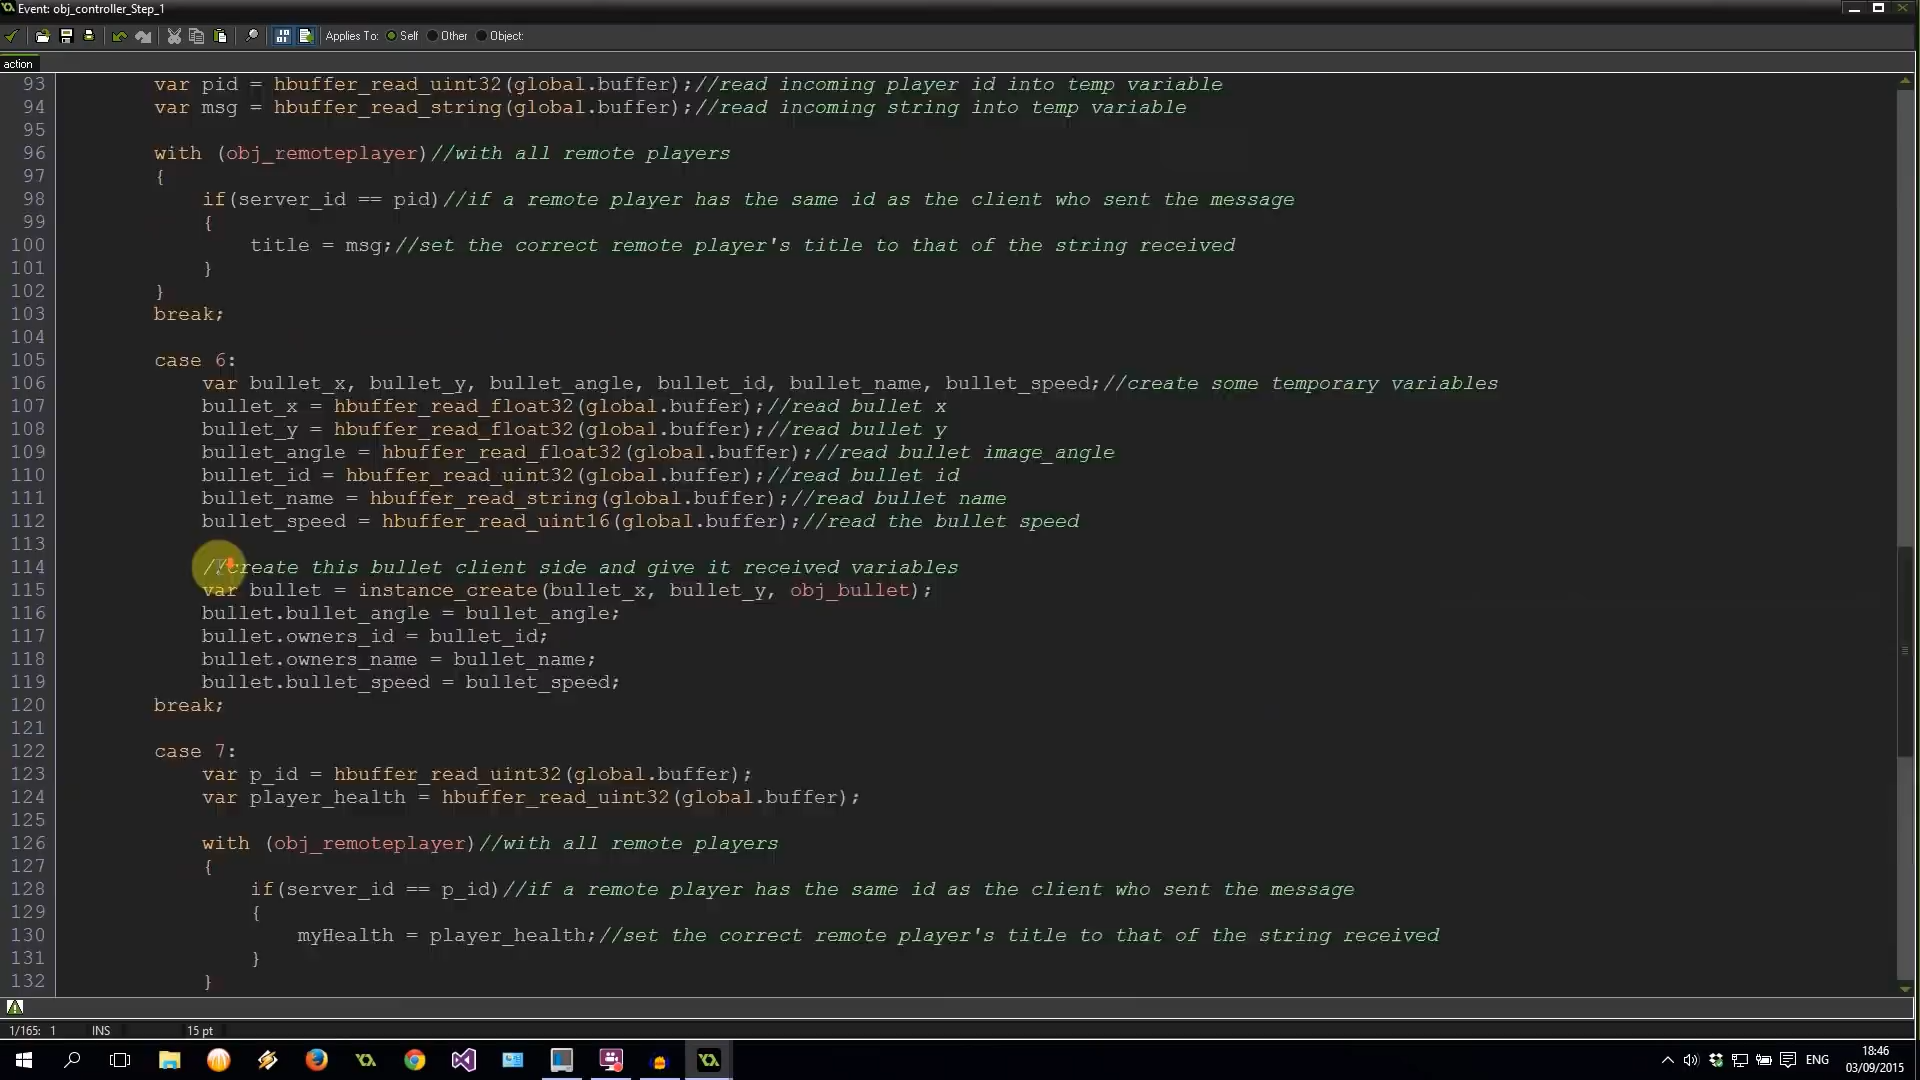 Event: obj_controller_Step_1
Applies To: Self Other Object:
action
93 var pid = hbuffer_read_uint32(global.buffer);//read incoming player id into temp variable
94 var msg = hbuffer_read_string(global.buffer);//read incoming string into temp variable
95
96 with (obj_remoteplayer)//with all remote players
97 {
98 if(server_id == pid)//if a remote player has the same id as the client who sent the message
99 {
100 title = msg;//set the correct remote player's title to that of the string received
101 }
102 }
103 break;
104
105 case 6:
106 var bullet_x, bullet_y, bullet_angle, bullet_id, bullet_name, bullet_speed;//create some temporary variables
107 bullet_x = hbuffer_read_float32(global.buffer);//read bullet x
108 bullet_y = hbuffer_read_float32(global.buffer);//read bullet y
109 bullet_angle = hbuffer_read_float32(global.buffer);//read bullet image_angle
110 bullet_id = hbuffer_read_uint32(global.buffer);//read bullet id
111 bullet_name = hbuffer_read_string(global.buffer);//read bullet name
112 bullet_speed = hbuffer_read_uint16(global.buffer);//read the bullet speed
113
114 //create this bullet client side and give it received variables
115 var bullet = instance_create(bullet_x, bullet_y, obj_bullet);
116 bullet.bullet_angle = bullet_angle;
117 bullet.owners_id = bullet_id;
118 bullet.owners_name = bullet_name;
119 bullet.bullet_speed = bullet_speed;
120 break;
121
122 case 7:
123 var p_id = hbuffer_read_uint32(global.buffer);
124 var player_health = hbuffer_read_uint32(global.buffer);
125
126 with (obj_remoteplayer)//with all remote players
127 {
128 if(server_id == p_id)//if a remote player has the same id as the client who sent the message
129 {
130 myHealth = player_health;//set the correct remote player's title to that of the string received
131 }
132 }
1/165: 1 INS 15 pt
ENG
18:46
03/09/2015